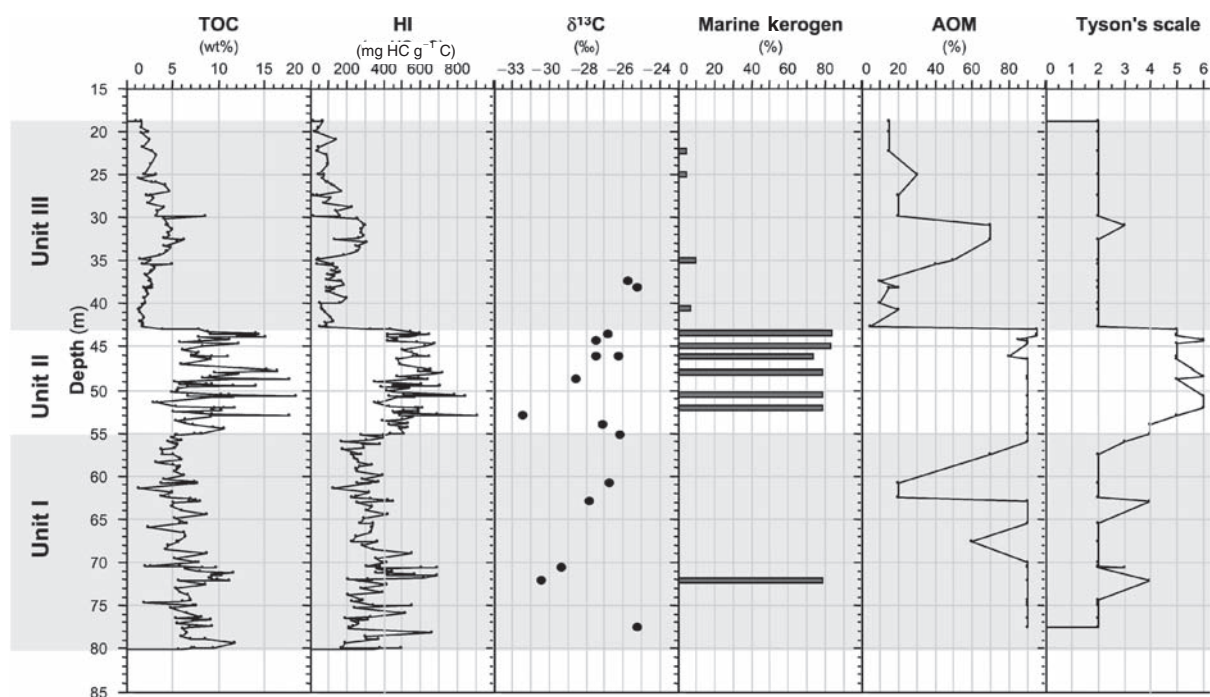 TOC HI δ¹³C Marine kerogen AOM Tyson's scale
(wt%) (mg HC g⁻¹ C) (‰) (%) (%)
0 5 10 15 20 0 200 400 600 800 −33 −30 −28 −26 −24 0 20 40 60 80 0 20 40 60 80 0 1 2 3 4 5 6
15
20
25
30
35
40
45
50
55
60
65
70
75
80
85
Depth (m)
Unit III
Unit II
Unit I